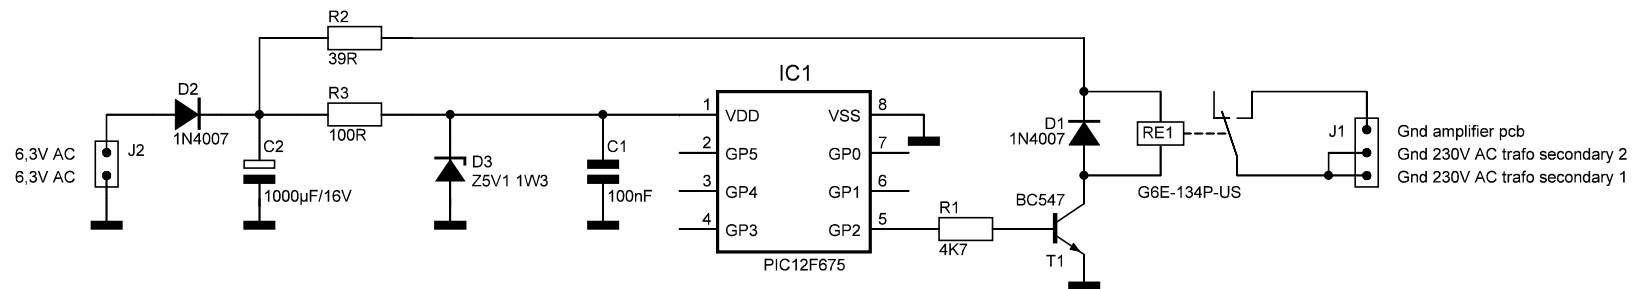 R2
39R
IC1
D2
1N4007
R3
100R
J2
6,3V AC
6,3V AC
C2
1000µF/16V
D3
Z5V1 1W3
C1
100nF
1 VDD VSS 8
2 GP5 GP0 7
3 GP4 GP1 6
4 GP3 GP2 5
PIC12F675
R1
4K7
BC547
T1
D1
1N4007
RE1
G6E-134P-US
J1
Gnd amplifier pcb
Gnd 230V AC trafo secondary 2
Gnd 230V AC trafo secondary 1